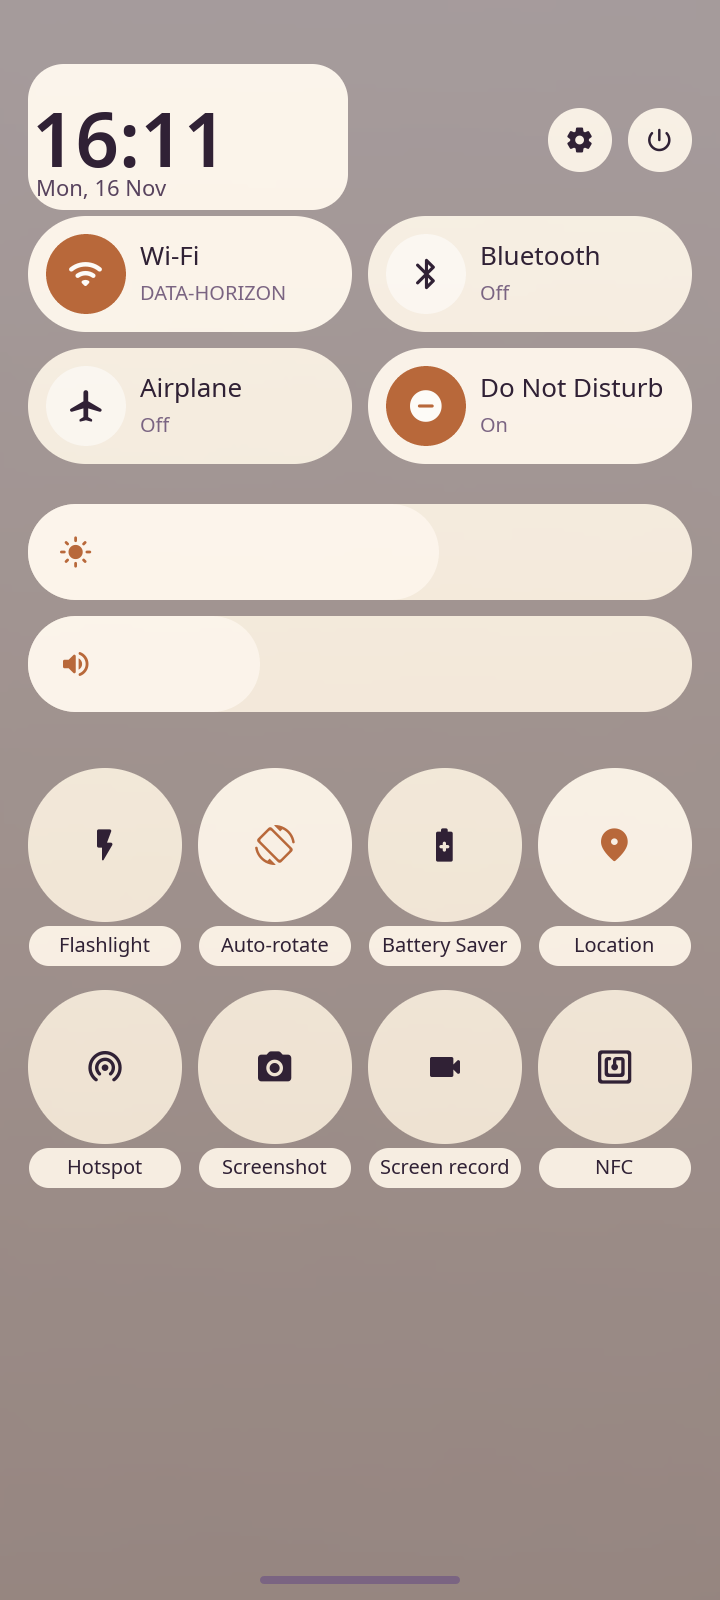 16:11
Mon, 16 Nov
Wi-Fi
DATA-HORIZON
Bluetooth
Off
Airplane
Off
Do Not Disturb
On
Flashlight
Auto-rotate
Battery Saver
Location
Hotspot
Screenshot
Screen record
NFC